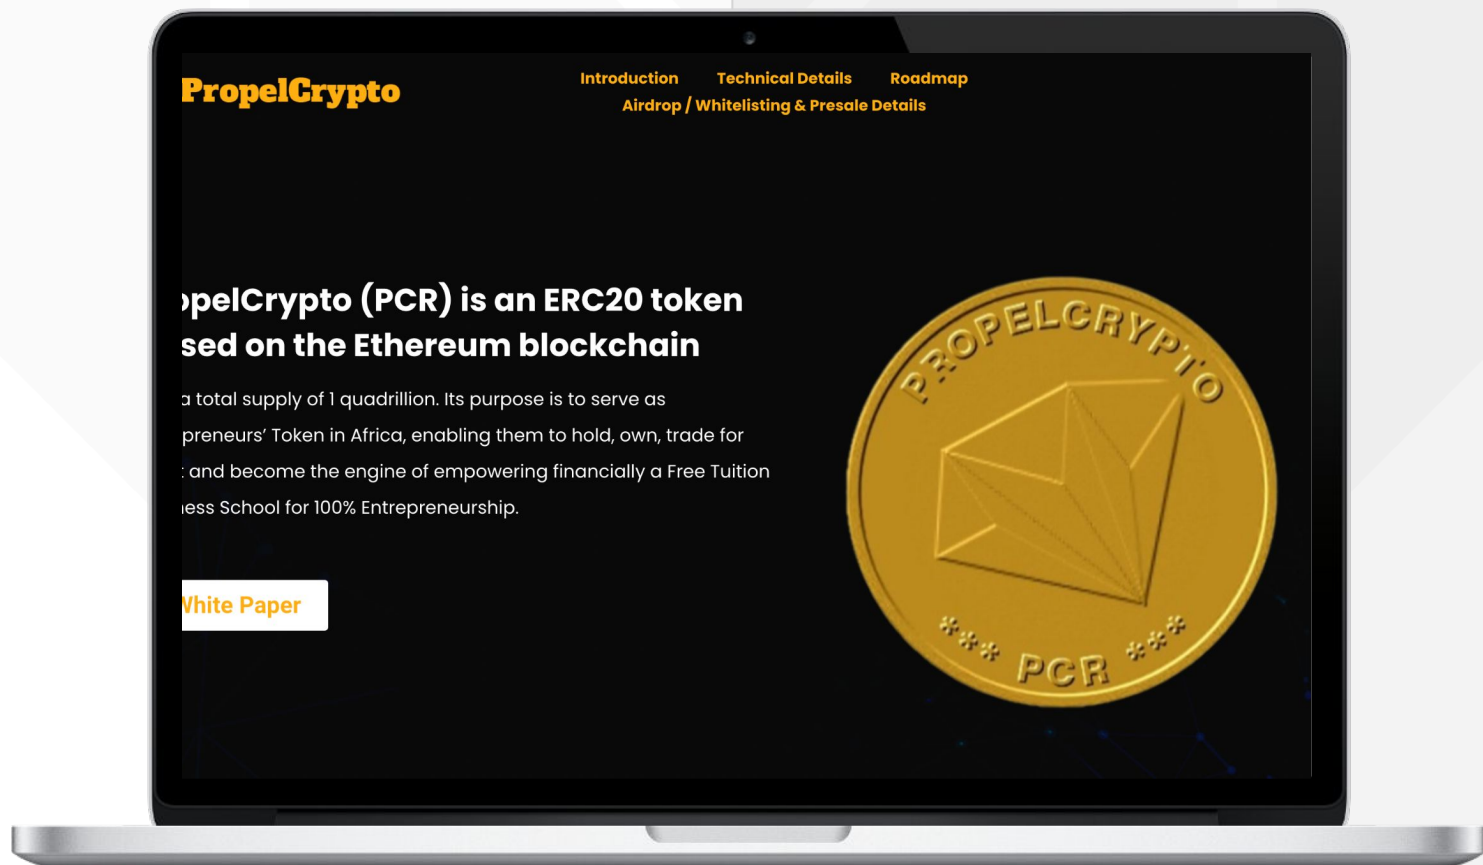 PropelCrypto
Introduction Technical Details Roadmap
Airdrop / Whitelisting & Presale Details
opelCrypto (PCR) is an ERC20 token
sed on the Ethereum blockchain
a total supply of 1 quadrillion. Its purpose is to serve as
preneurs’ Token in Africa, enabling them to hold, own, trade for
and become the engine of empowering financially a Free Tuition
ess School for 100% Entrepreneurship.
White Paper
PROPELCRYPTO
*** PCR ***